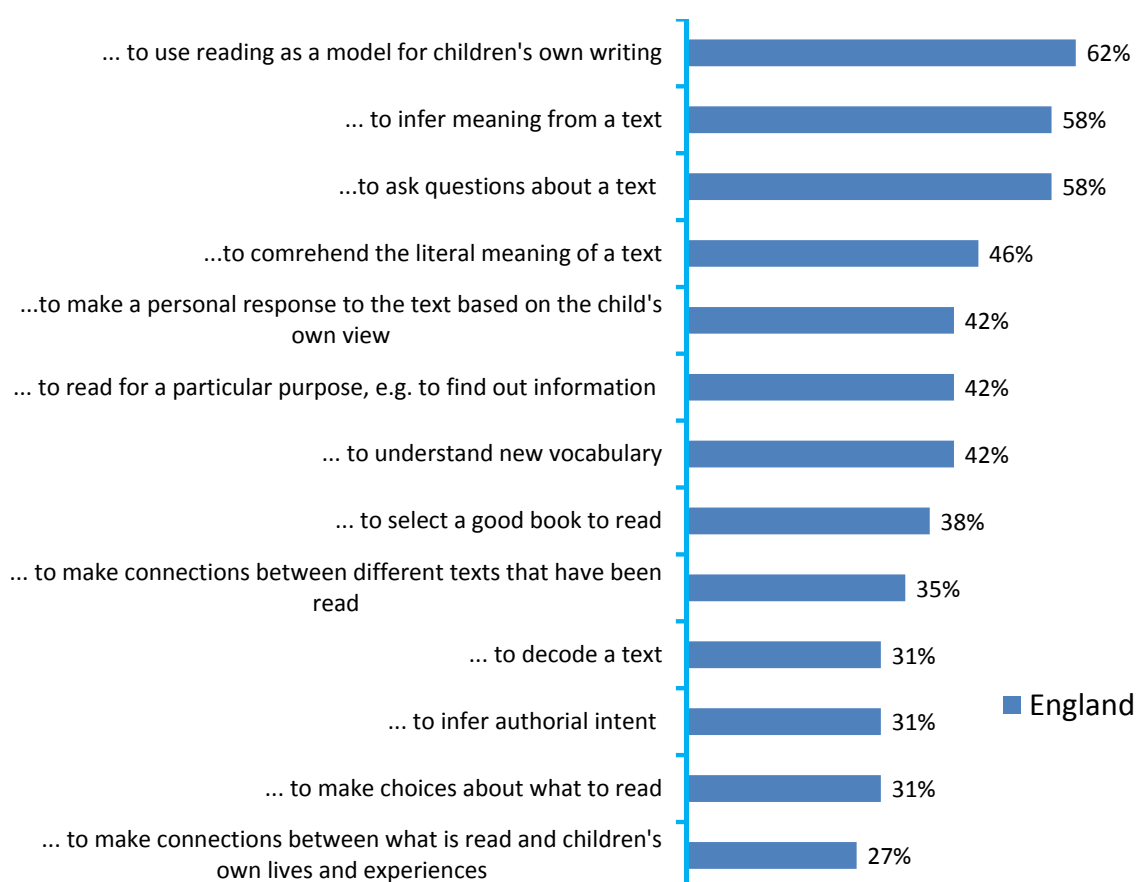 ... to use reading as a model for children's own writing 62%
... to infer meaning from a text 58%
...to ask questions about a text 58%
...to comrehend the literal meaning of a text 46%
...to make a personal response to the text based on the child's
own view 42%
... to read for a particular purpose, e.g. to find out information 42%
... to understand new vocabulary 42%
... to select a good book to read 38%
... to make connections between different texts that have been
read 35%
... to decode a text 31%
... to infer authorial intent 31%
England
... to make choices about what to read 31%
... to make connections between what is read and children's
own lives and experiences 27%